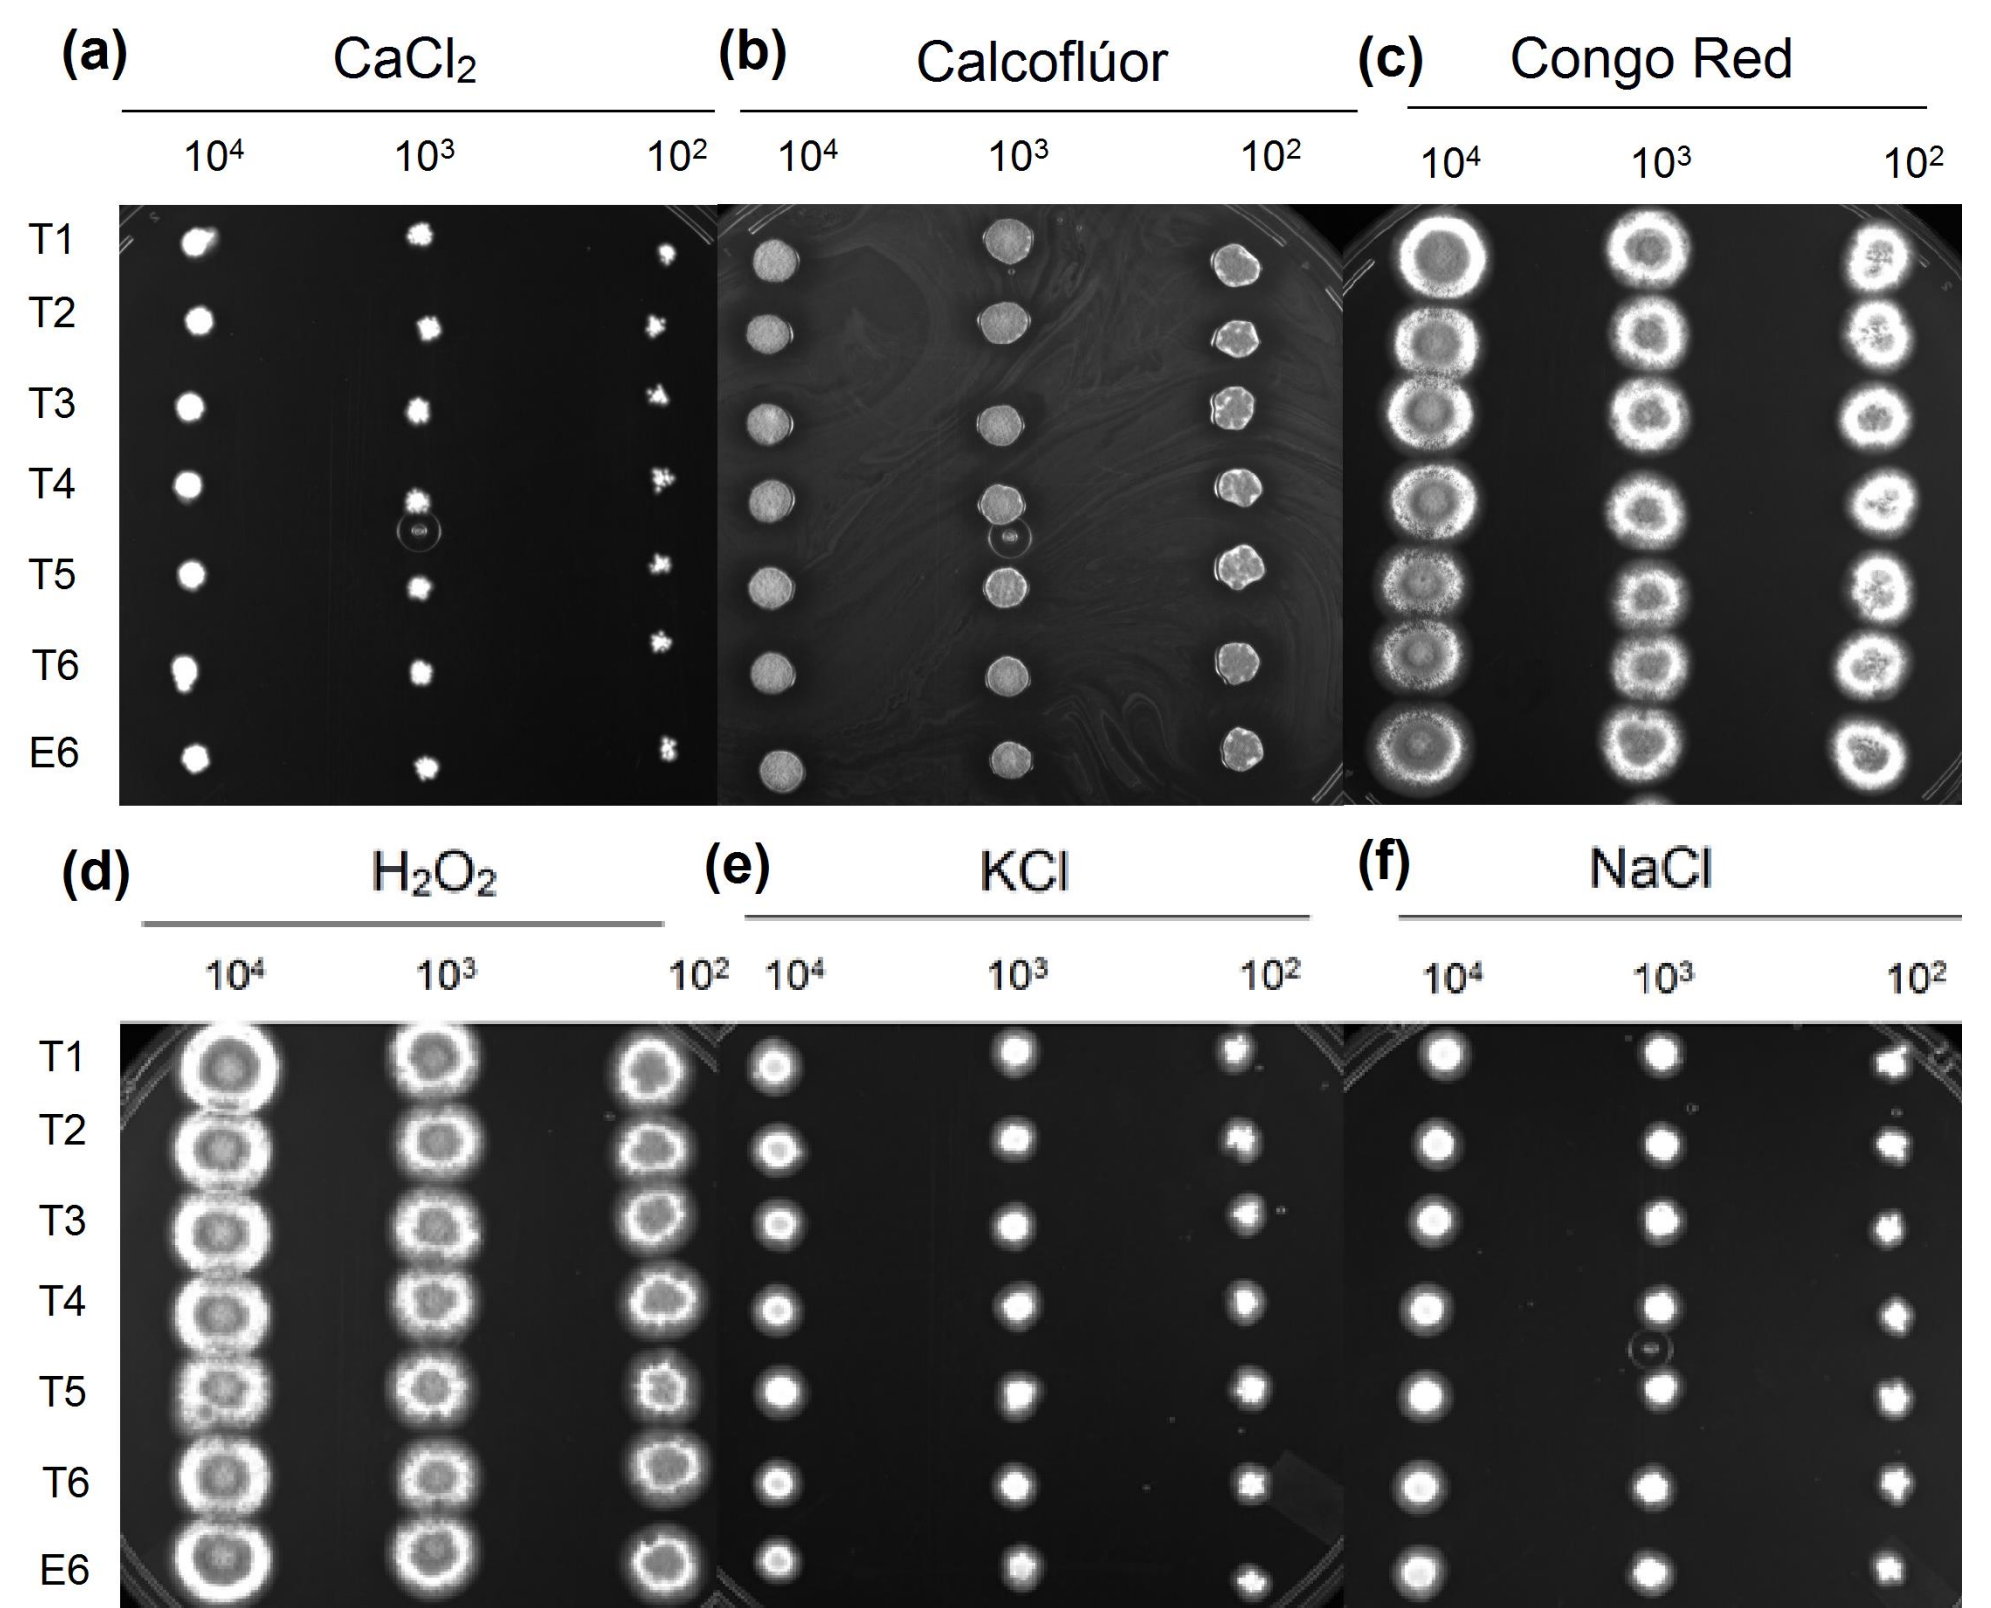 (a) CaCl₂ (b) Calcoflúor (c) Congo Red
10⁴ 10³ 10² 10⁴ 10³ 10² 10⁴ 10³ 10²
T1
T2
T3
T4
T5
T6
E6
(d) H₂O₂ (e) KCl (f) NaCl
10⁴ 10³ 10² 10⁴ 10³ 10² 10⁴ 10³ 10²
T1
T2
T3
T4
T5
T6
E6